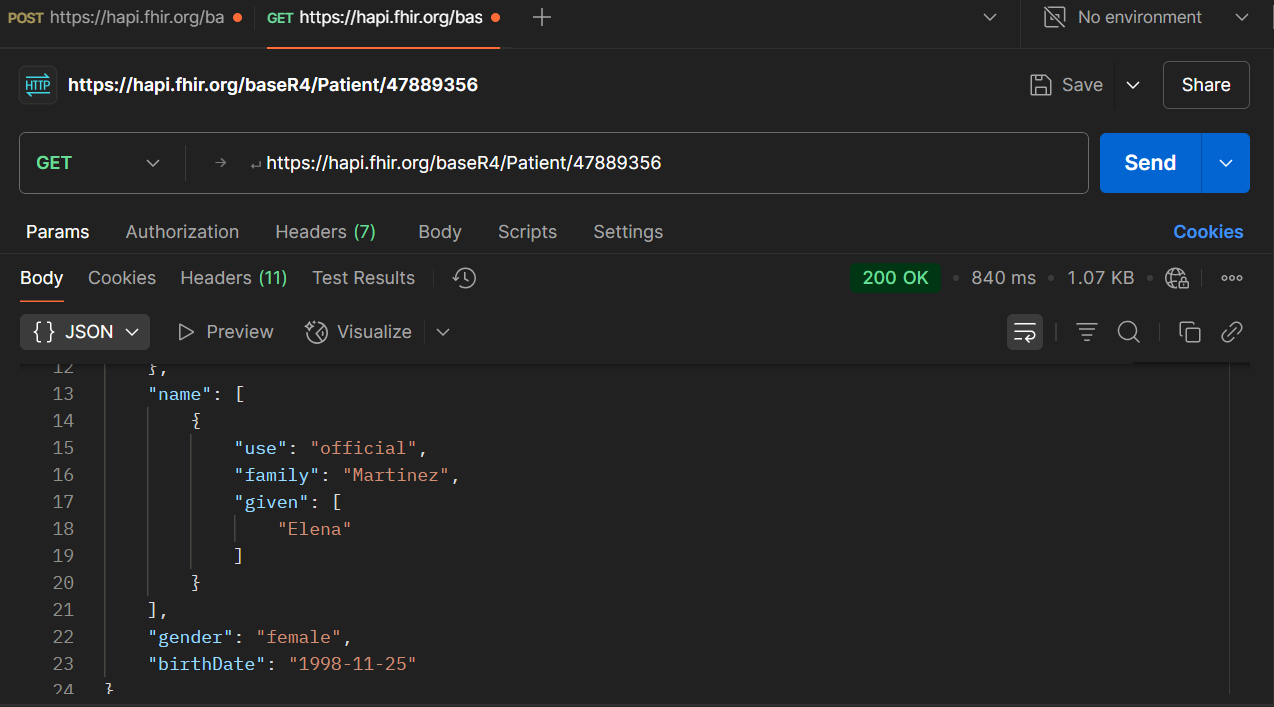 POST https://hapi.fhir.org/ba GET https://hapi.fhir.org/bas No environment
HTTP https://hapi.fhir.org/baseR4/Patient/47889356 Save Share
GET → ↵ https://hapi.fhir.org/baseR4/Patient/47889356 Send
Params Authorization Headers (7) Body Scripts Settings Cookies
Body Cookies Headers (11) Test Results 200 OK • 840 ms • 1.07 KB •
{} JSON Preview Visualize
12 },
13 "name": [
14 {
15 "use": "official",
16 "family": "Martinez",
17 "given": [
18 "Elena"
19 ]
20 }
21 ],
22 "gender": "female",
23 "birthDate": "1998-11-25"
24 }